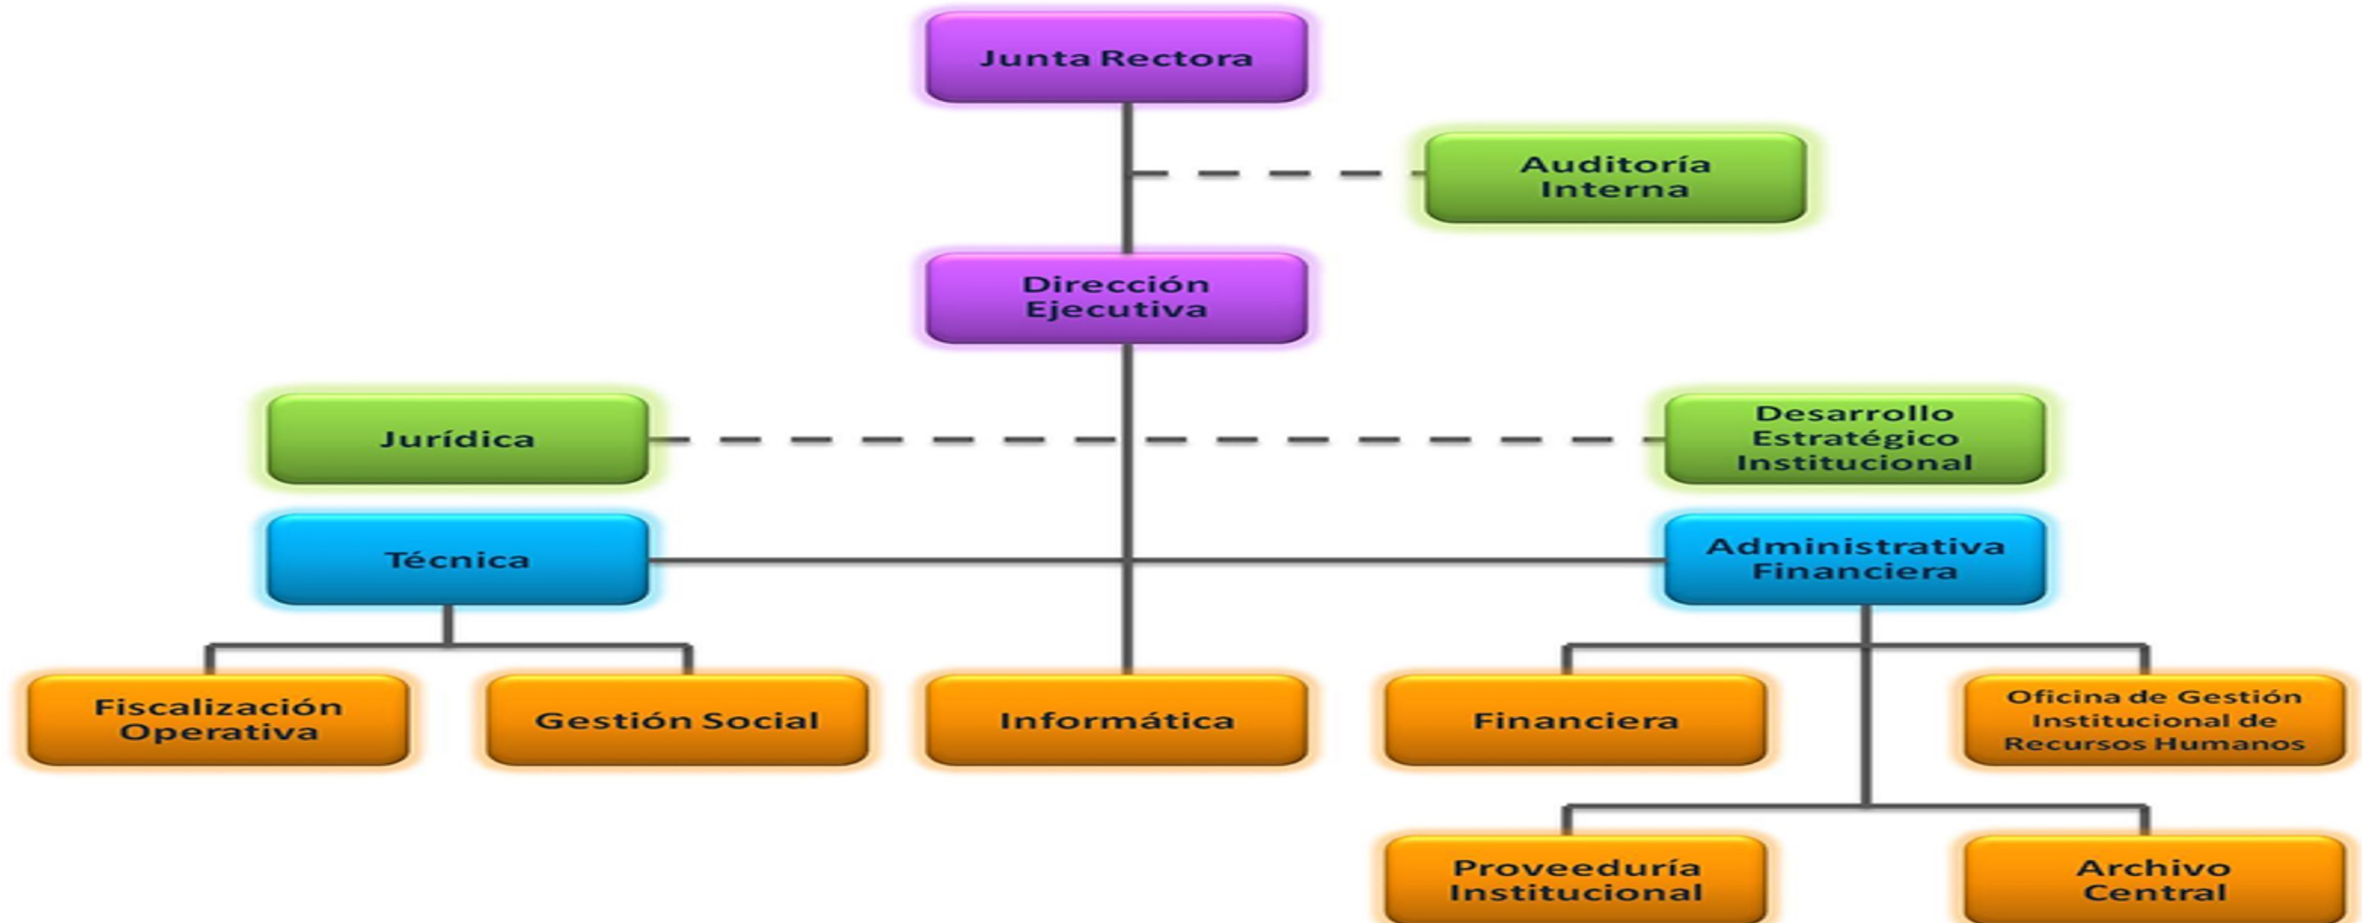 Junta Rectora
Auditoría
Interna
Dirección
Ejecutiva
Jurídica
Desarrollo
Estratégico
Institucional
Técnica
Administrativa
Financiera
Fiscalización
Operativa
Gestión Social
Informática
Financiera
Oficina de Gestión
Institucional de
Recursos Humanos
Proveeduría
Institucional
Archivo
Central